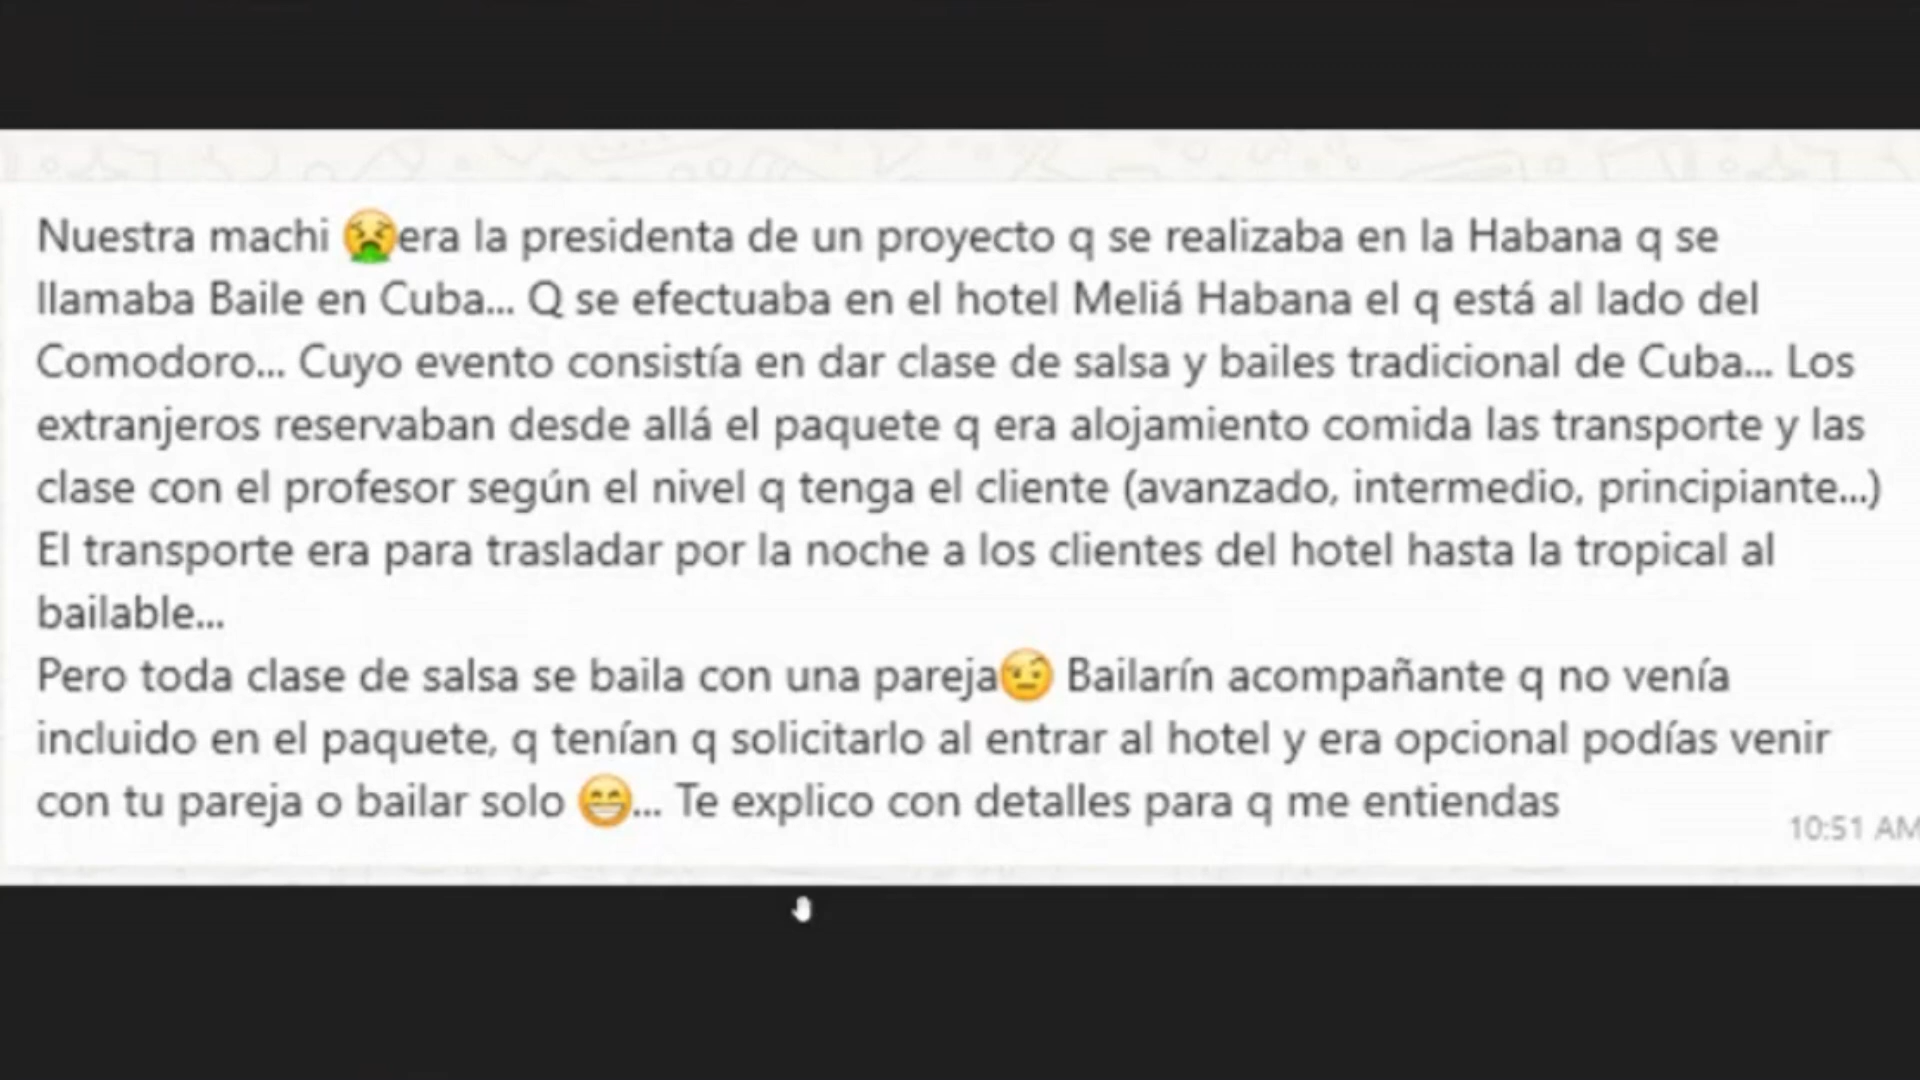 Nuestra machi 🤮era la presidenta de un proyecto q se realizaba en la Habana q se
llamaba Baile en Cuba... Q se efectuaba en el hotel Meliá Habana el q está al lado del
Comodoro... Cuyo evento consistía en dar clase de salsa y bailes tradicional de Cuba... Los
extranjeros reservaban desde allá el paquete q era alojamiento comida las transporte y las
clase con el profesor según el nivel q tenga el cliente (avanzado, intermedio, principiante...)
El transporte era para trasladar por la noche a los clientes del hotel hasta la tropical al
bailable...
Pero toda clase de salsa se baila con una pareja🤨 Bailarín acompañante q no venía
incluido en el paquete, q tenían q solicitarlo al entrar al hotel y era opcional podías venir
con tu pareja o bailar solo 😁... Te explico con detalles para q me entiendas
10:51 AM